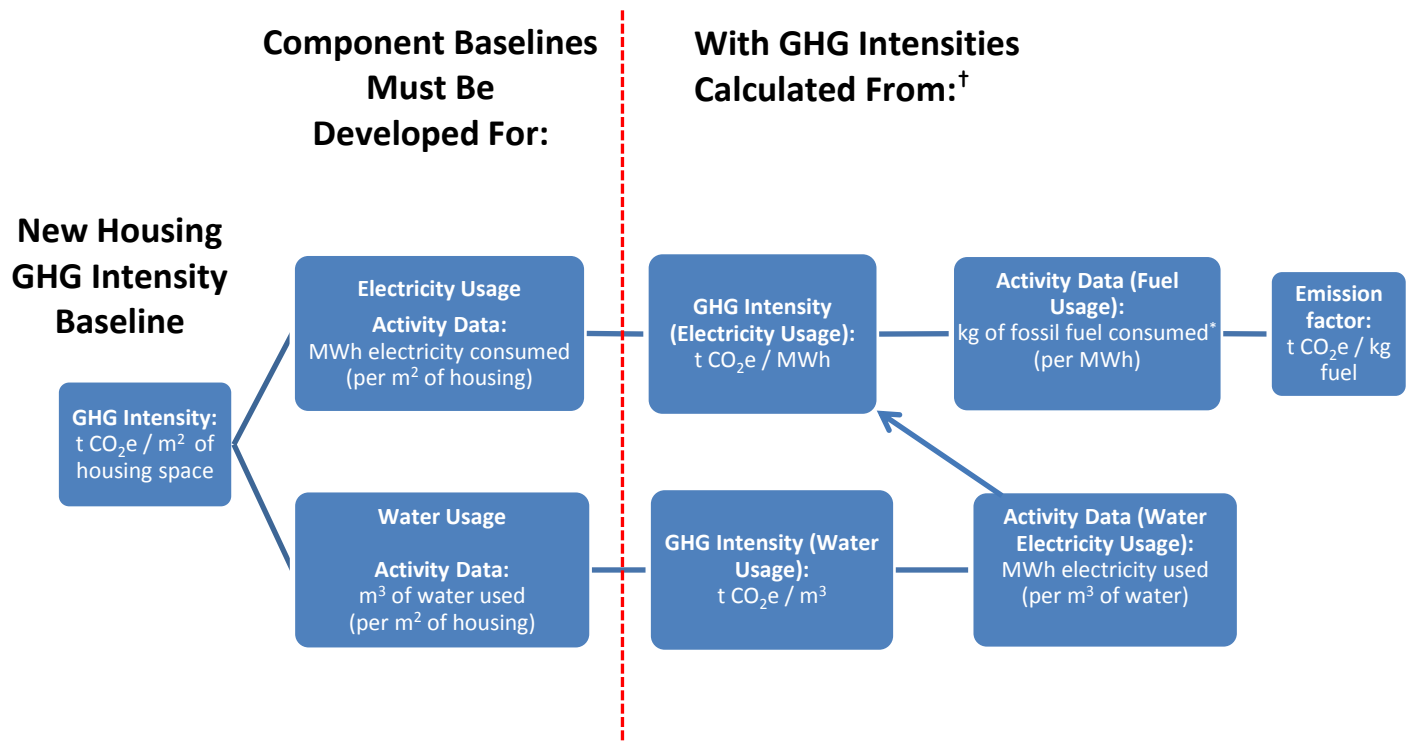 Component Baselines
Must Be
Developed For:
With GHG Intensities
Calculated From:†
New Housing
GHG Intensity
Baseline
GHG Intensity:
t CO₂e / m² of
housing space
Electricity Usage
Activity Data:
MWh electricity consumed
(per m² of housing)
GHG Intensity
(Electricity Usage):
t CO₂e / MWh
Activity Data (Fuel
Usage):
kg of fossil fuel consumed*
(per MWh)
Emission
factor:
t CO₂e / kg
fuel
Water Usage
Activity Data:
m³ of water used
(per m² of housing)
GHG Intensity (Water
Usage):
t CO₂e / m³
Activity Data (Water
Electricity Usage):
MWh electricity used
(per m³ of water)